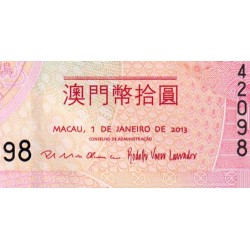 澳門幣拾圓
MACAU, 1 DE JANEIRO DE 2013
CONSELHO DE ADMINISTRAÇÃO
98
42098